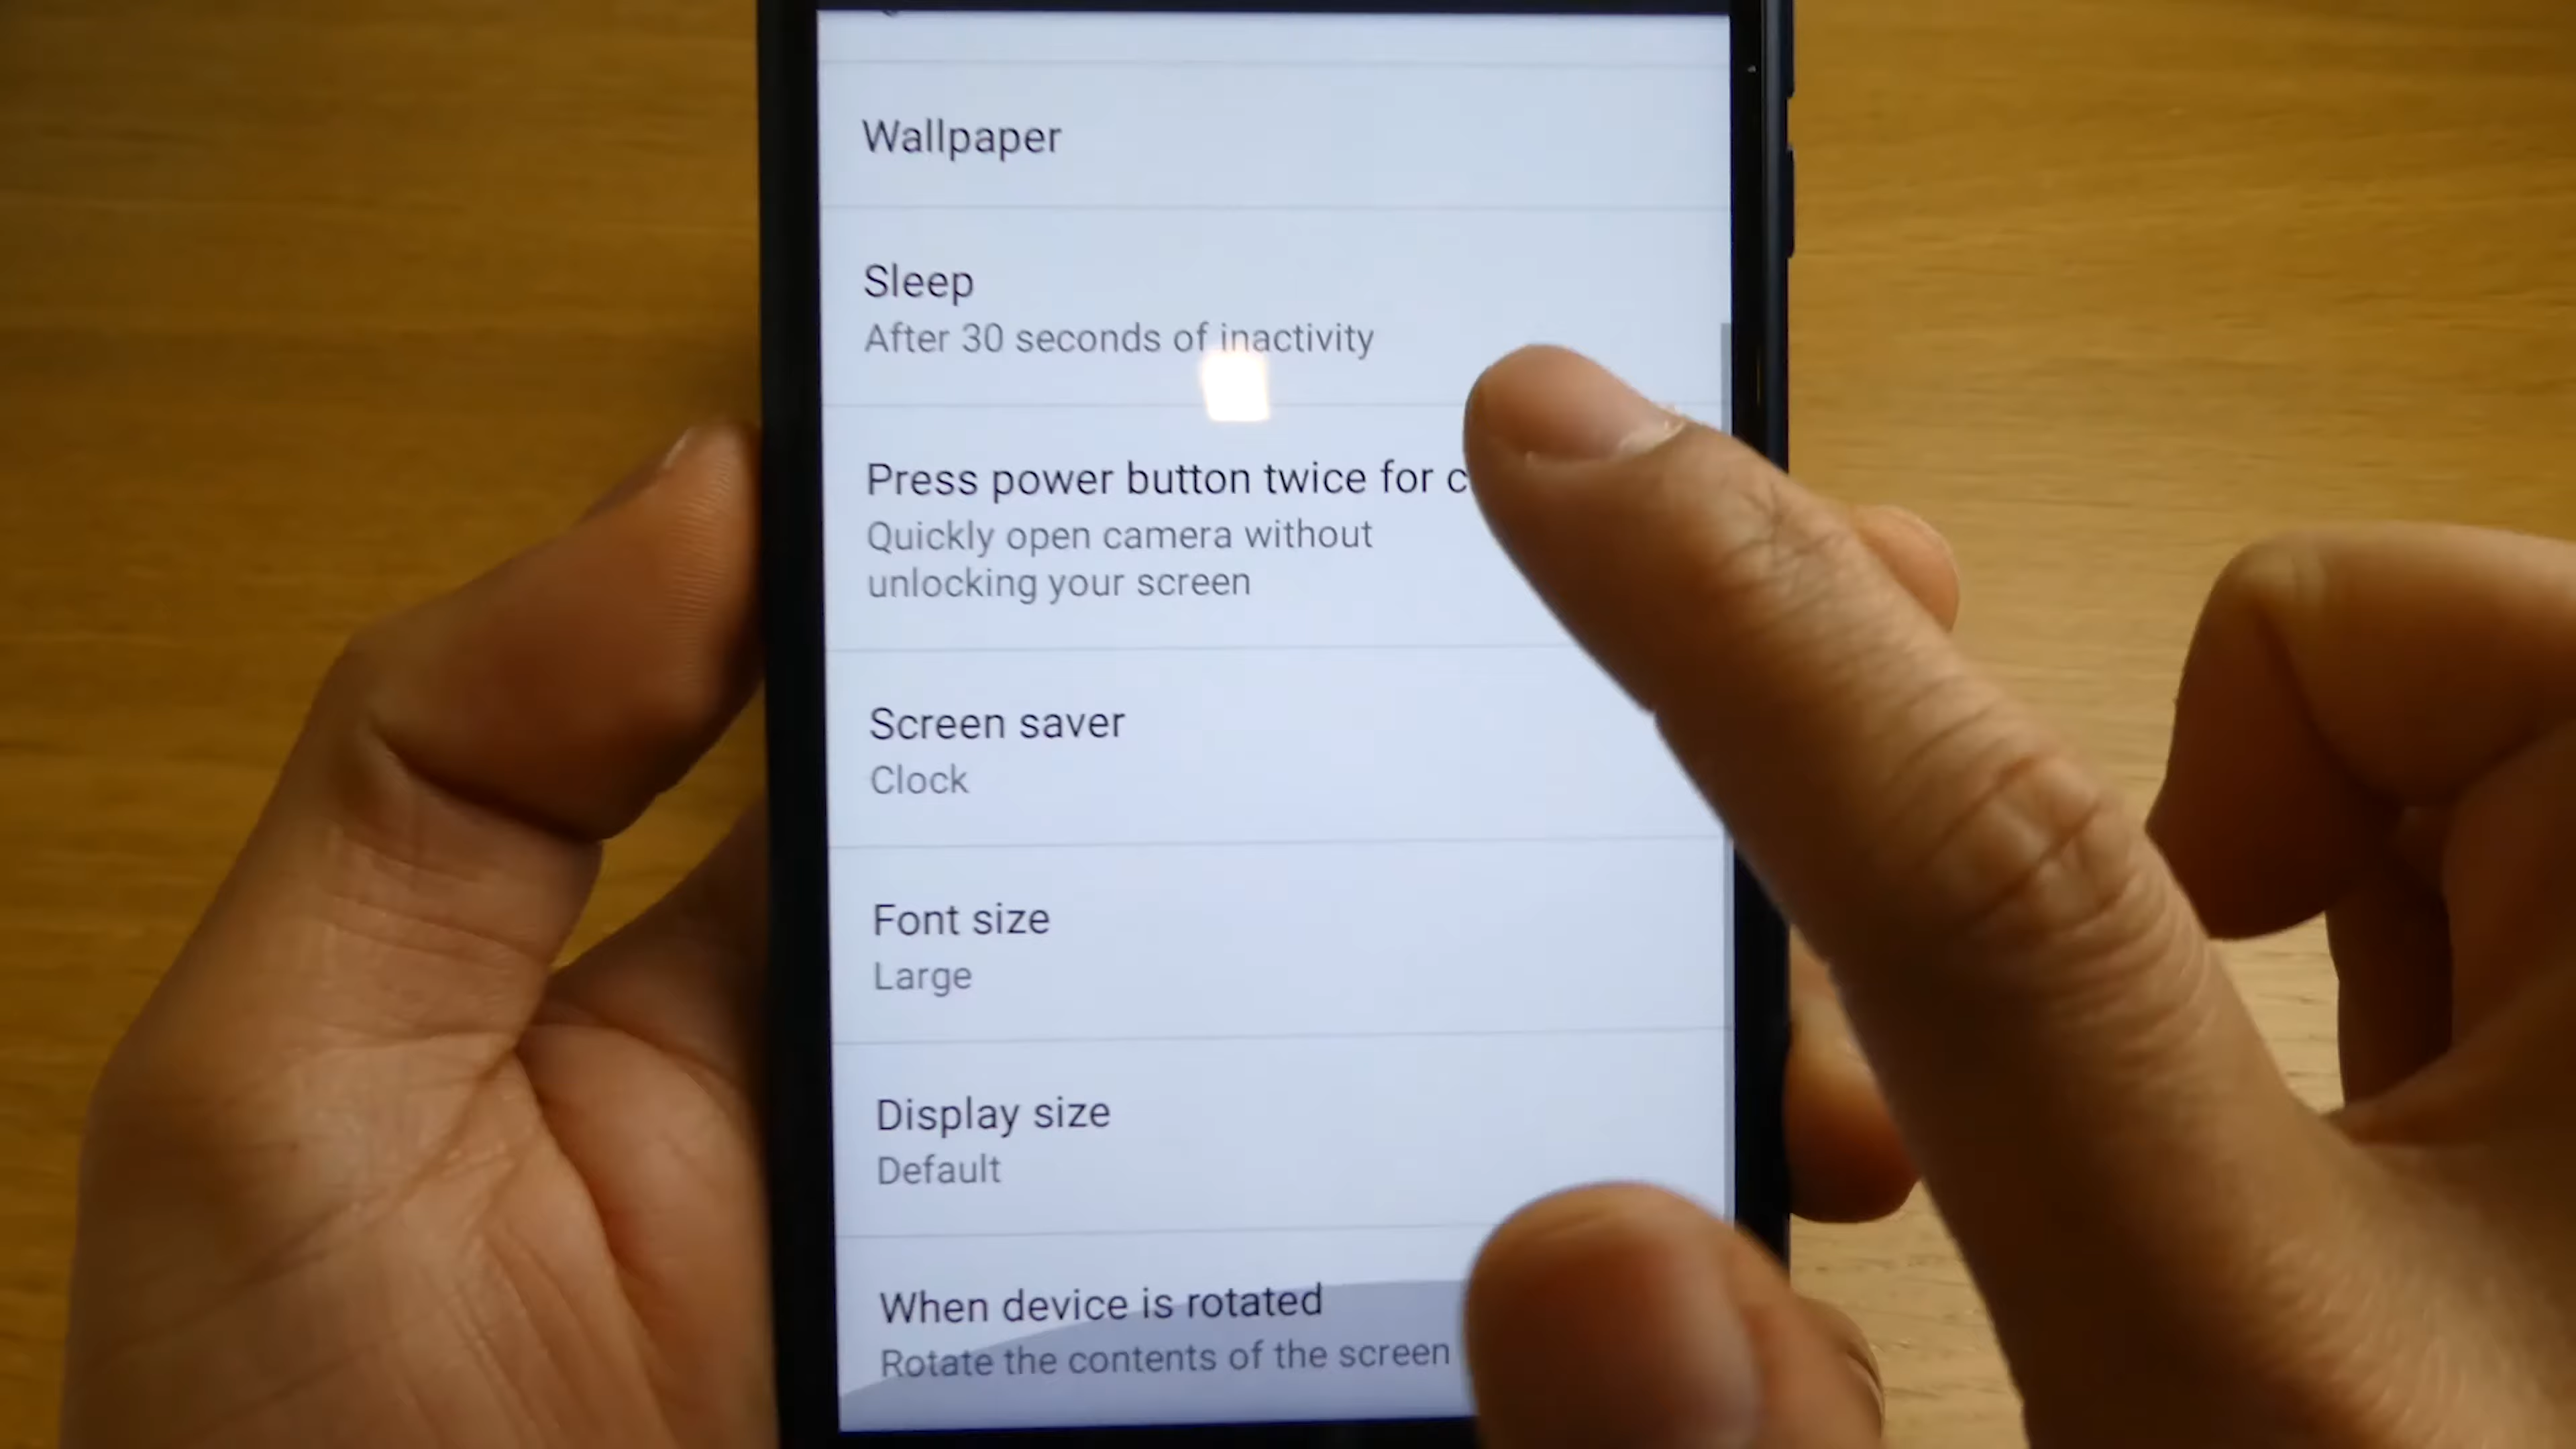 Wallpaper
Sleep
After 30 seconds of inactivity
Press power button twice for
Quickly open camera without
unlocking your screen
Screen saver
Clock
Font size
Large
Display size
Default
When device is rotated
Rotate the contents of the screen